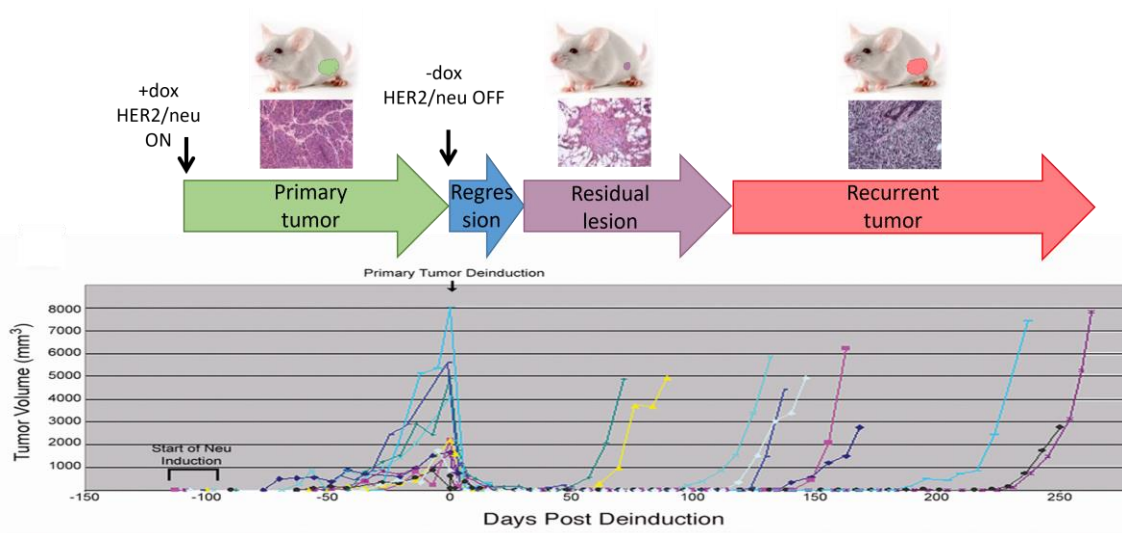 +dox
HER2/neu
ON
-dox
HER2/neu OFF
Primary
tumor
Regres
sion
Residual
lesion
Recurrent
tumor
Primary Tumor Deinduction
Tumor Volume (mm³)
8000
7000
6000
5000
4000
3000
2000
1000
Start of Neu
Induction
-150
-100
-50
0
50
100
150
200
250
Days Post Deinduction